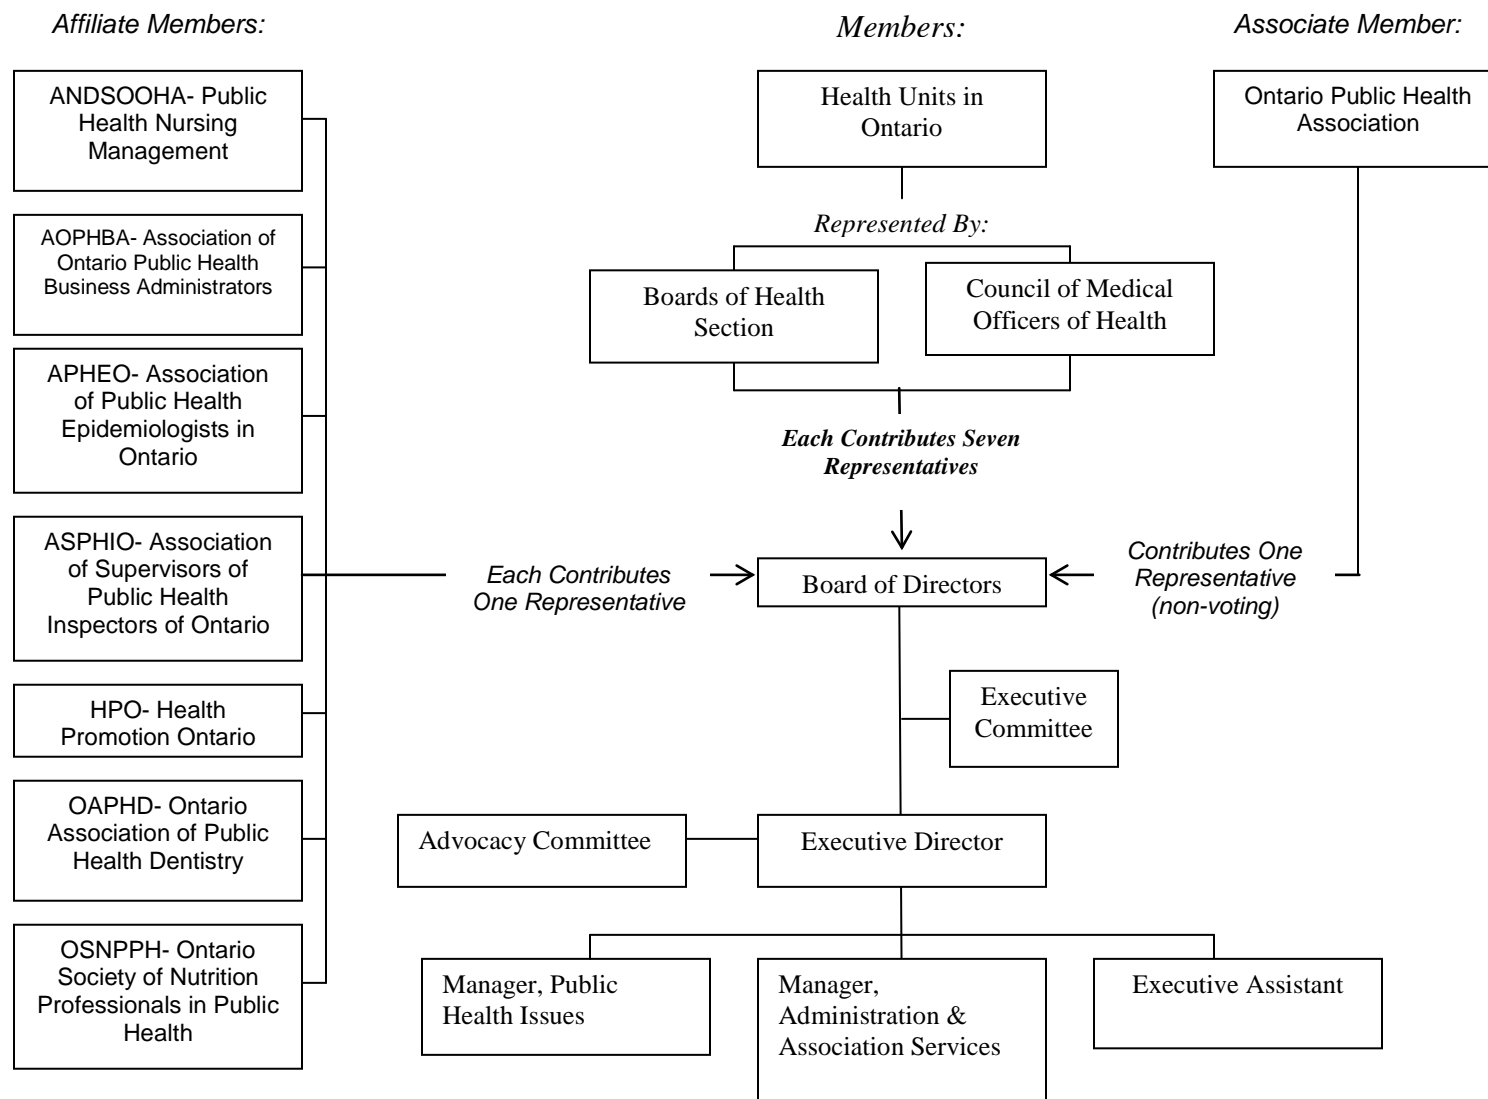 Affiliate Members:
ANDSOOHA- Public
Health Nursing
Management
AOPHBA- Association of
Ontario Public Health
Business Administrators
APHEO- Association
of Public Health
Epidemiologists in
Ontario
ASPHIO- Association
of Supervisors of
Public Health
Inspectors of Ontario
HPO- Health
Promotion Ontario
OAPHD- Ontario
Association of Public
Health Dentistry
OSNPPH- Ontario
Society of Nutrition
Professionals in Public
Health
Each Contributes
One Representative
Members:
Health Units in
Ontario
Represented By:
Boards of Health
Section
Council of Medical
Officers of Health
Each Contributes Seven
Representatives
Board of Directors
Associate Member:
Ontario Public Health
Association
Contributes One
Representative
(non-voting)
Executive
Committee
Advocacy Committee
Executive Director
Manager, Public
Health Issues
Manager,
Administration &
Association Services
Executive Assistant